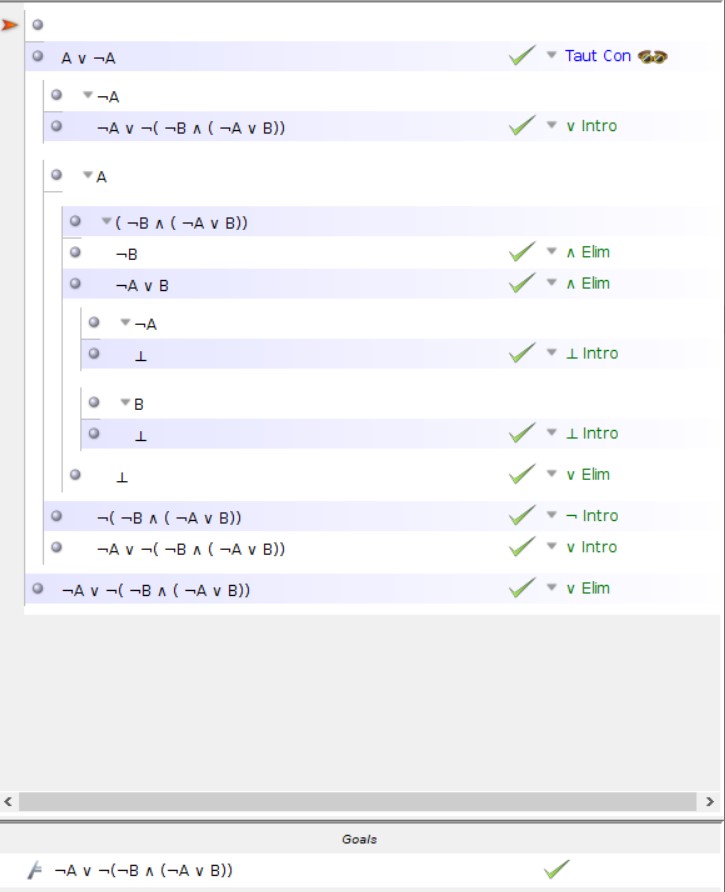 A ∨ ¬A Taut Con
¬A
¬A ∨ ¬( ¬B ∧ ( ¬A ∨ B)) ∨ Intro
A
( ¬B ∧ ( ¬A ∨ B))
¬B ∧ Elim
¬A ∨ B ∧ Elim
¬A
⊥ ⊥ Intro
B
⊥ ⊥ Intro
⊥ ∨ Elim
¬( ¬B ∧ ( ¬A ∨ B)) ¬ Intro
¬A ∨ ¬( ¬B ∧ ( ¬A ∨ B)) ∨ Intro
¬A ∨ ¬( ¬B ∧ ( ¬A ∨ B)) ∨ Elim
Goals
¬A ∨ ¬(¬B ∧ (¬A ∨ B))